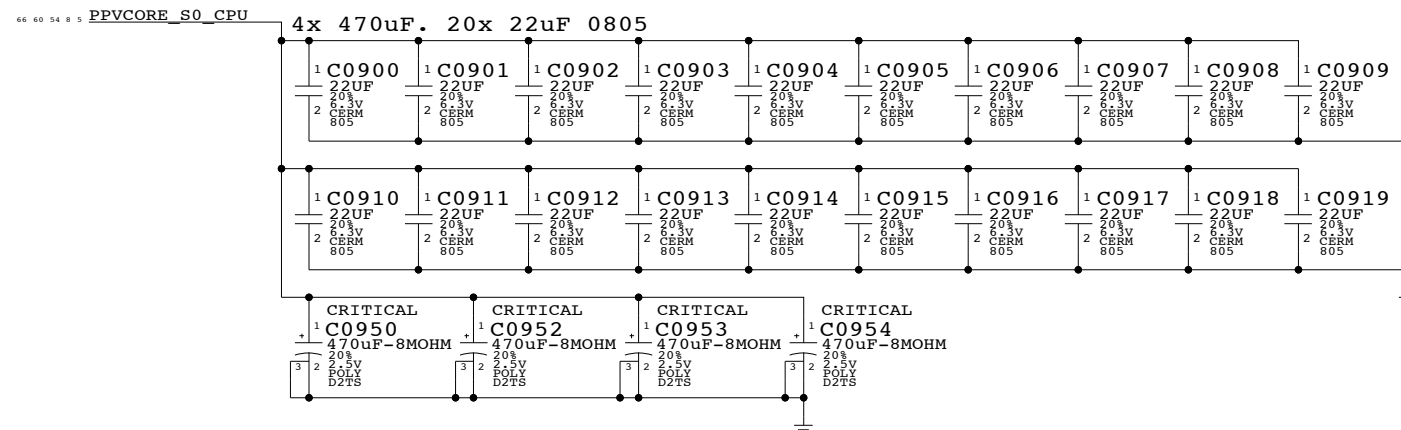 66 60 54 8 5 PPVCORE_S0_CPU
4x 470uF. 20x 22uF 0805
1 C0900
22UF
20%
6.3V
2 CERM
805
1 C0901
22UF
20%
6.3V
2 CERM
805
1 C0902
22UF
20%
6.3V
2 CERM
805
1 C0903
22UF
20%
6.3V
2 CERM
805
1 C0904
22UF
20%
6.3V
2 CERM
805
1 C0905
22UF
20%
6.3V
2 CERM
805
1 C0906
22UF
20%
6.3V
2 CERM
805
1 C0907
22UF
20%
6.3V
2 CERM
805
1 C0908
22UF
20%
6.3V
2 CERM
805
1 C0909
22UF
20%
6.3V
2 CERM
805
1 C0910
22UF
20%
6.3V
2 CERM
805
1 C0911
22UF
20%
6.3V
2 CERM
805
1 C0912
22UF
20%
6.3V
2 CERM
805
1 C0913
22UF
20%
6.3V
2 CERM
805
1 C0914
22UF
20%
6.3V
2 CERM
805
1 C0915
22UF
20%
6.3V
2 CERM
805
1 C0916
22UF
20%
6.3V
2 CERM
805
1 C0917
22UF
20%
6.3V
2 CERM
805
1 C0918
22UF
20%
6.3V
2 CERM
805
1 C0919
22UF
20%
6.3V
2 CERM
805
CRITICAL
1 C0950
+
470uF-8MOHM
20%
3 2 2.5V
POLY
D2TS
CRITICAL
1 C0952
+
470uF-8MOHM
20%
3 2 2.5V
POLY
D2TS
CRITICAL
1 C0953
+
470uF-8MOHM
20%
3 2 2.5V
POLY
D2TS
CRITICAL
1 C0954
+
470uF-8MOHM
20%
3 2 2.5V
POLY
D2TS